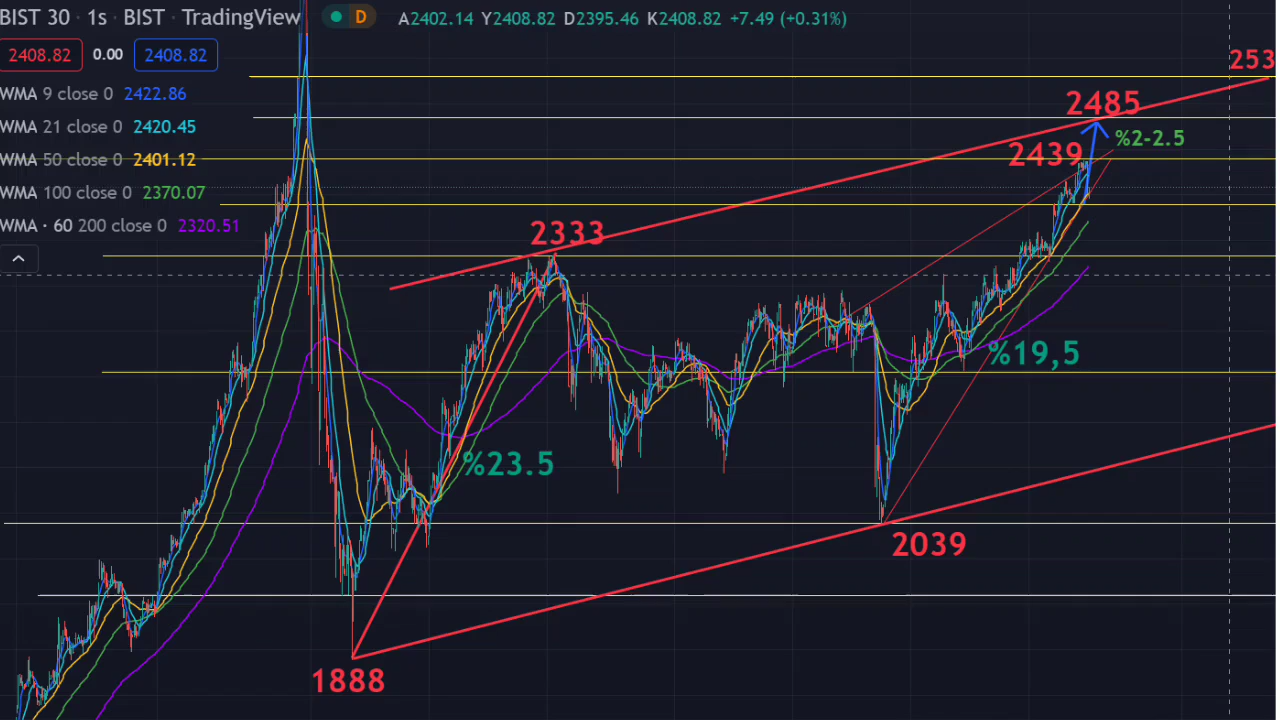 BIST 30 · 1s · BIST · TradingView D A2402.14 Y2408.82 D2395.46 K2408.82 +7.49 (+0.31%)
2408.82 0.00 2408.82
253
WMA 9 close 0 2422.86
2485
WMA 21 close 0 2420.45
%2-2.5
WMA 50 close 0 2401.12
2439
WMA 100 close 0 2370.07
WMA · 60 200 close 0 2320.51
2333
%19,5
%23.5
2039
1888